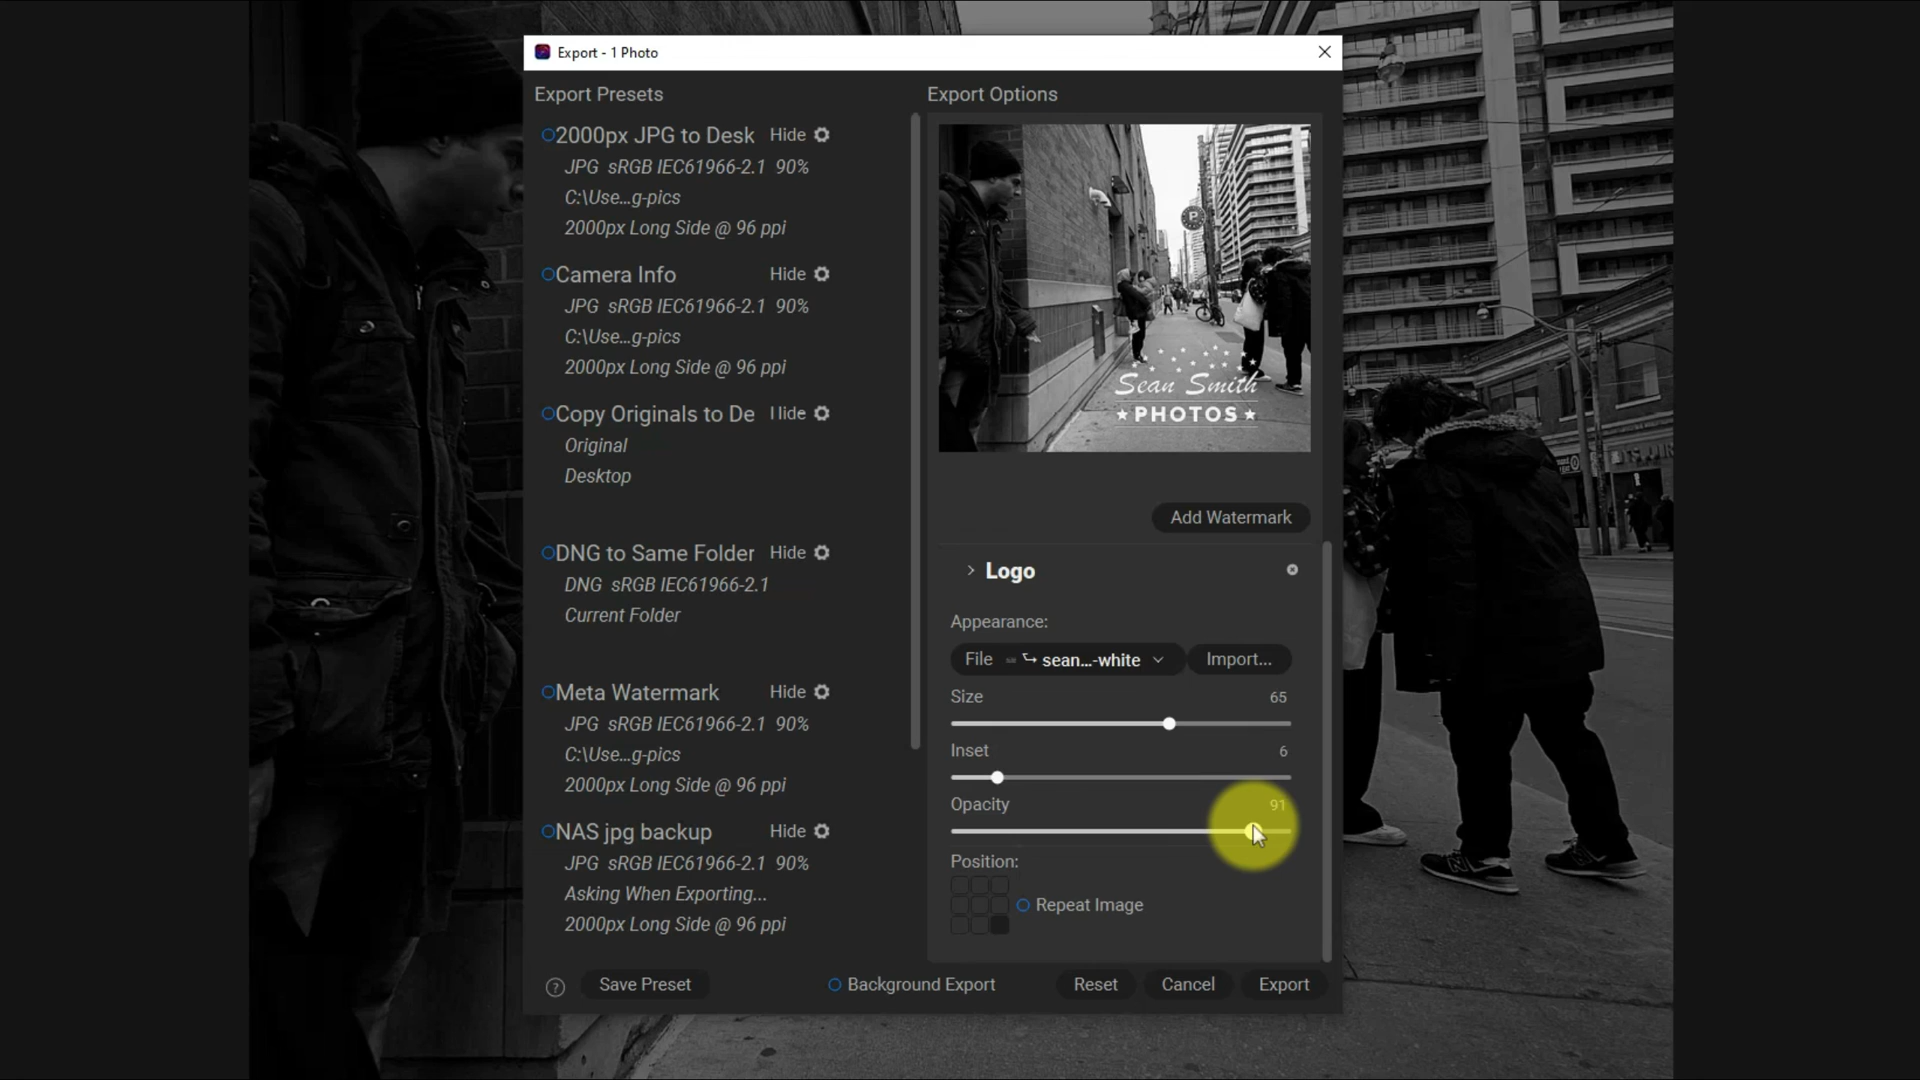 Export - 1 Photo
Export Presets
2000px JPG to Desk Hide
JPG sRGB IEC61966-2.1 90%
C:\Use...g-pics
2000px Long Side @ 96 ppi
Camera Info Hide
JPG sRGB IEC61966-2.1 90%
C:\Use...g-pics
2000px Long Side @ 96 ppi
Copy Originals to De Hide
Original
Desktop
DNG to Same Folder Hide
DNG sRGB IEC61966-2.1
Current Folder
Meta Watermark Hide
JPG sRGB IEC61966-2.1 90%
C:\Use...g-pics
2000px Long Side @ 96 ppi
NAS jpg backup Hide
JPG sRGB IEC61966-2.1 90%
Asking When Exporting...
2000px Long Side @ 96 ppi
Export Options
P
Sean Smith
★PHOTOS★
Add Watermark
Logo
Appearance:
File sean...-white Import...
Size 65
Inset 6
Opacity 91
Position:
Repeat Image
? Save Preset Background Export Reset Cancel Export